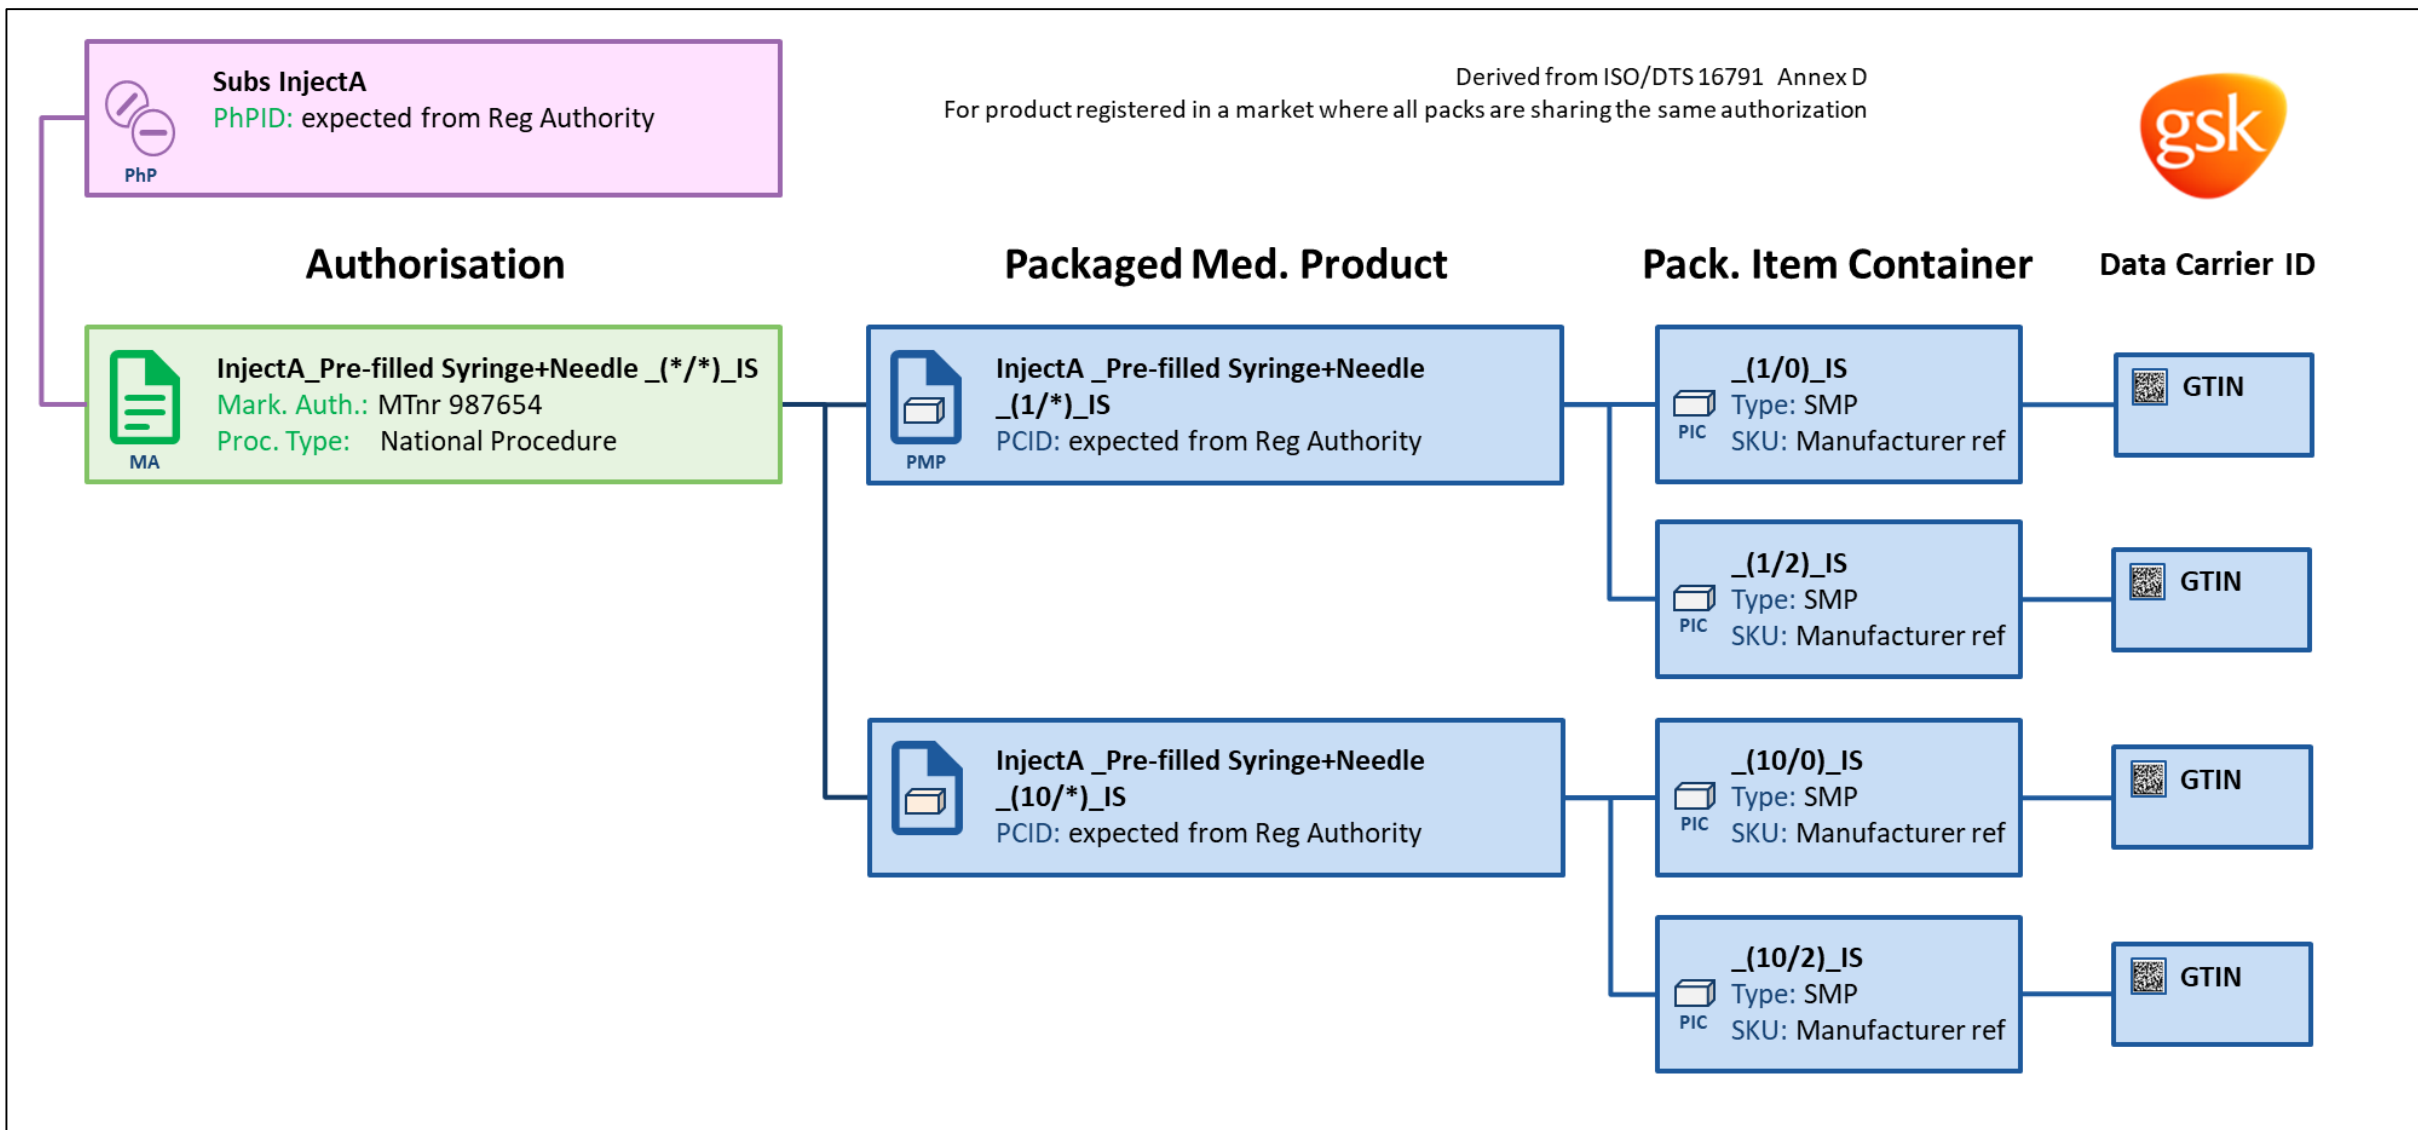 Subs InjectA
PhPID: expected from Reg Authority
PhP
Derived from ISO/DTS 16791 Annex D
For product registered in a market where all packs are sharing the same authorization
gsk
Authorisation
Packaged Med. Product
Pack. Item Container
Data Carrier ID
InjectA_Pre-filled Syringe+Needle _(*/*)_IS
Mark. Auth.: MTnr 987654
Proc. Type: National Procedure
MA
InjectA _Pre-filled Syringe+Needle
_(1/*)_IS
PCID: expected from Reg Authority
PMP
_(1/0)_IS
Type: SMP
SKU: Manufacturer ref
PIC
GTIN
_(1/2)_IS
Type: SMP
SKU: Manufacturer ref
PIC
GTIN
InjectA _Pre-filled Syringe+Needle
_(10/*)_IS
PCID: expected from Reg Authority
_(10/0)_IS
Type: SMP
SKU: Manufacturer ref
PIC
GTIN
_(10/2)_IS
Type: SMP
SKU: Manufacturer ref
PIC
GTIN